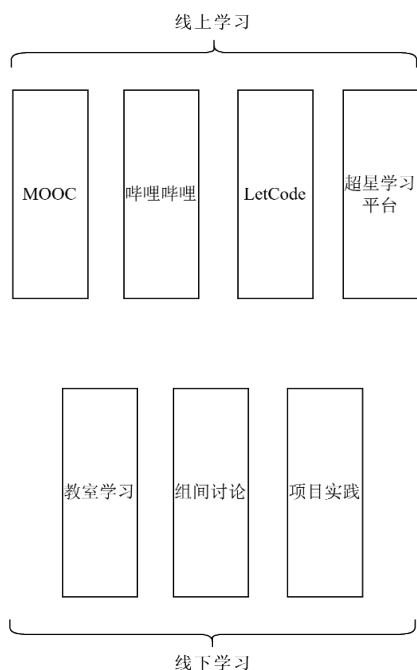 线上学习
MOOC
哔哩哔哩
LetCode
超星学习
平台
教室学习
组间讨论
项目实践
线下学习